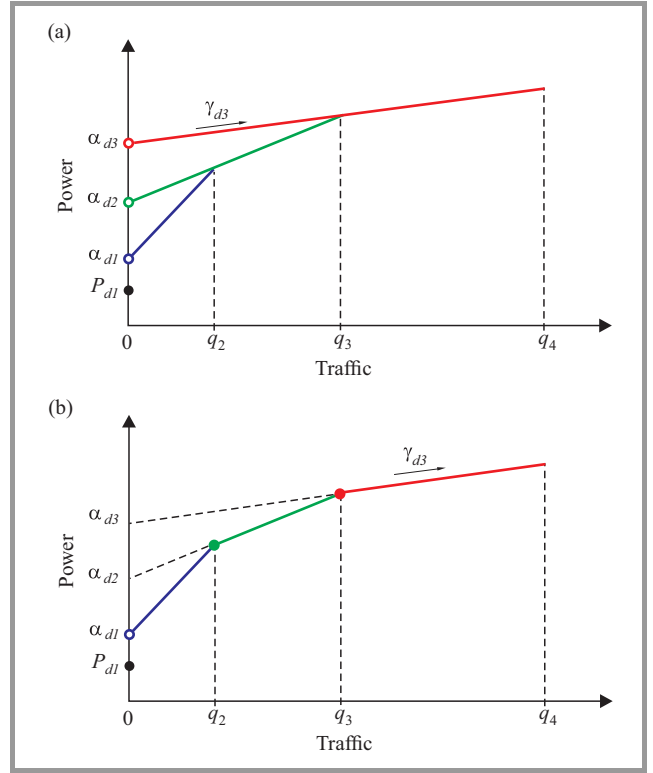 (a)
γd3
αd3
αd2
αd1
Pd1
Power
0 q2 q3 q4
Traffic
(b)
γd3
αd3
αd2
αd1
Pd1
Power
0 q2 q3 q4
Traffic